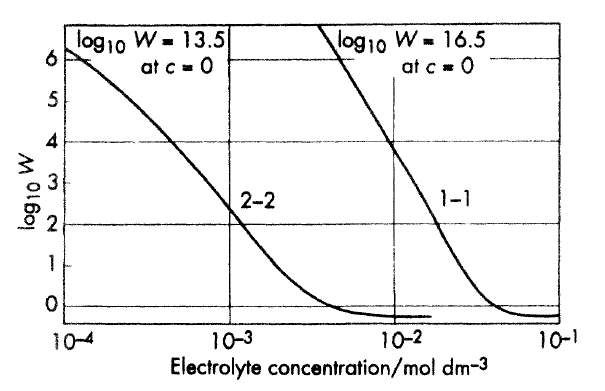 log10 W = 13.5
at c = 0
log10 W = 16.5
at c = 0
6
5
4
3
2
1
0
log10 W
2–2
1–1
10–4
10–3
10–2
10–1
Electrolyte concentration/mol dm–3